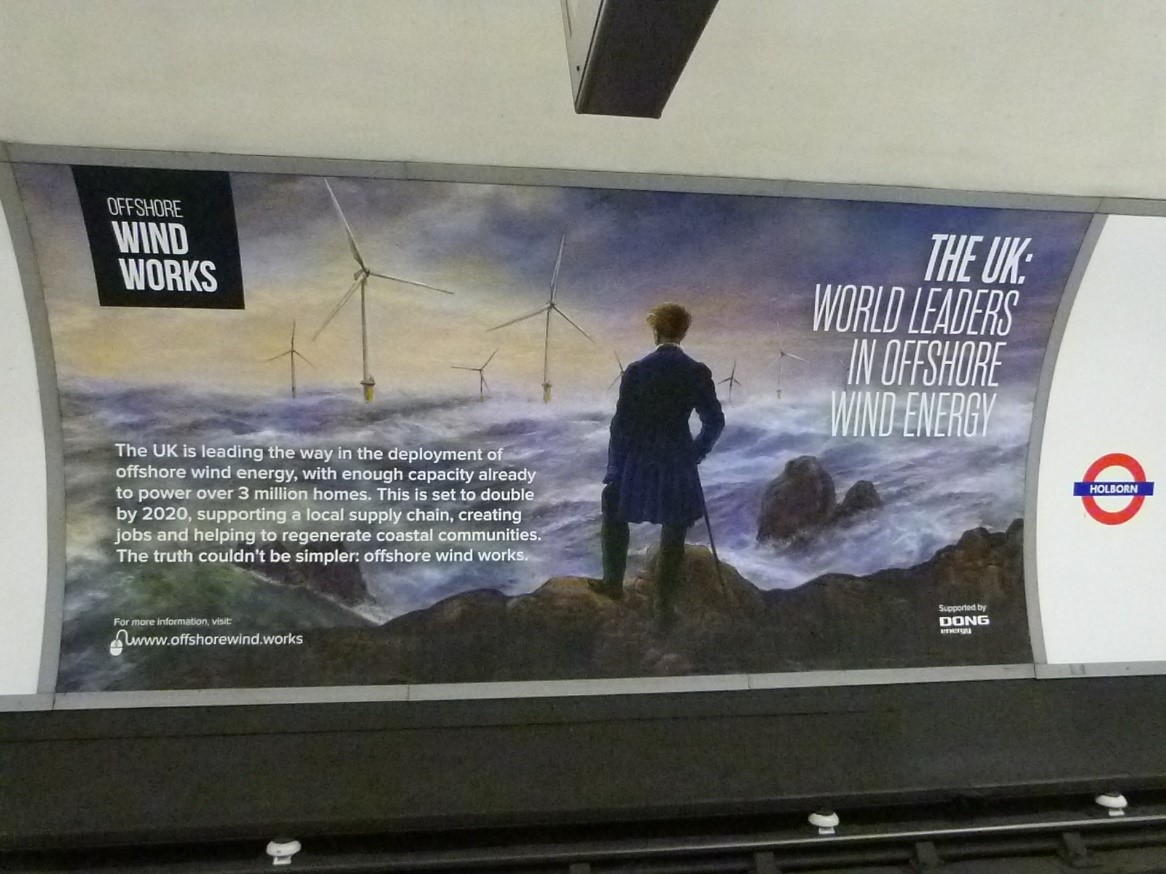 OFFSHORE
WIND
WORKS
THE UK:
WORLD LEADERS
IN OFFSHORE
WIND ENERGY
The UK is leading the way in the deployment of
offshore wind energy, with enough capacity already
to power over 3 million homes. This is set to double
by 2020, supporting a local supply chain, creating
jobs and helping to regenerate coastal communities.
The truth couldn't be simpler: offshore wind works.
For more information, visit:
www.offshorewind.works
Supported by
DONG
energy
HOLBORN